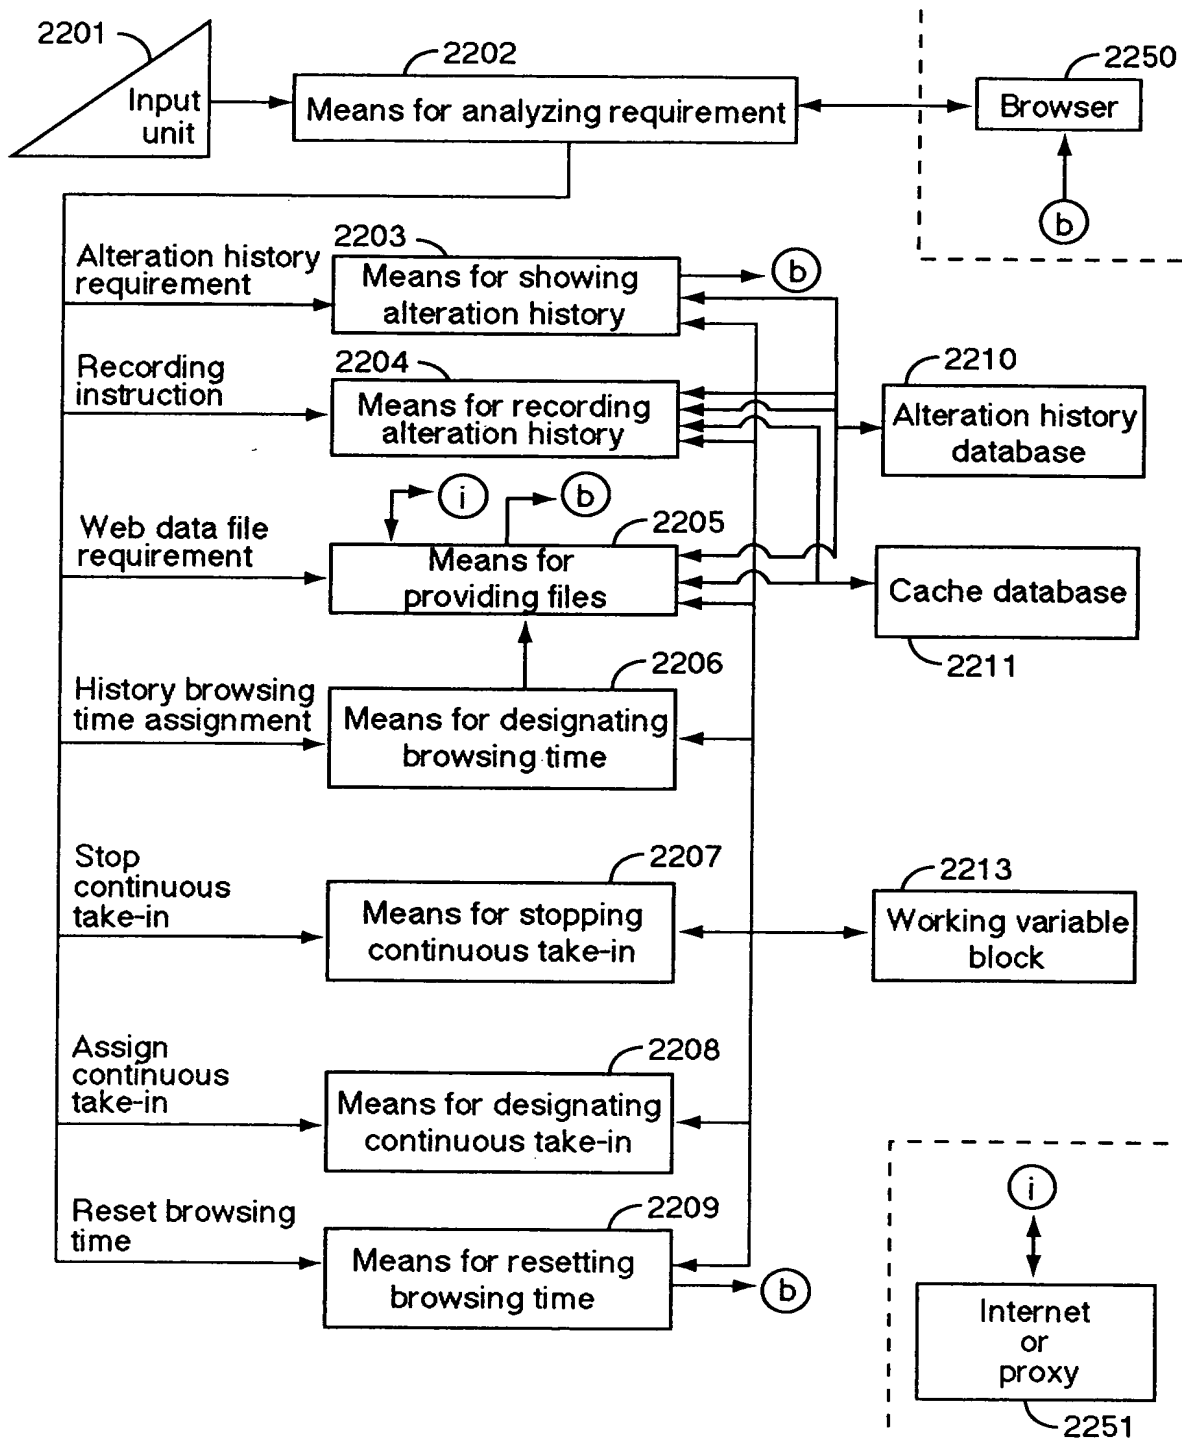 2201
Input
unit
2202
Means for analyzing requirement
2250
Browser
b
Alteration history
requirement
2203
Means for showing
alteration history
b
Recording
instruction
2204
Means for recording
alteration history
2210
Alteration history
database
i
b
Web data file
requirement
2205
Means for
providing files
Cache database
2211
History browsing
time assignment
2206
Means for designating
browsing time
Stop
continuous
take-in
2207
Means for stopping
continuous take-in
2213
Working variable
block
Assign
continuous
take-in
2208
Means for designating
continuous take-in
Reset browsing
time
2209
Means for resetting
browsing time
b
i
Internet
or
proxy
2251